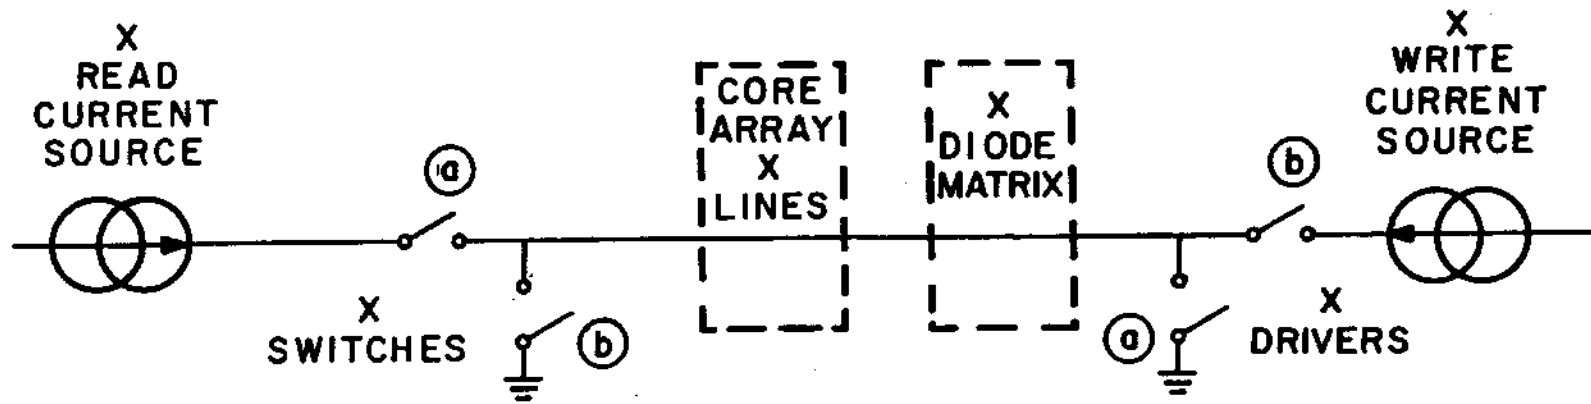 X
READ
CURRENT
SOURCE
a
X
SWITCHES
b
CORE
ARRAY
X
LINES
X
DIODE
MATRIX
b
X
WRITE
CURRENT
SOURCE
a
X
DRIVERS